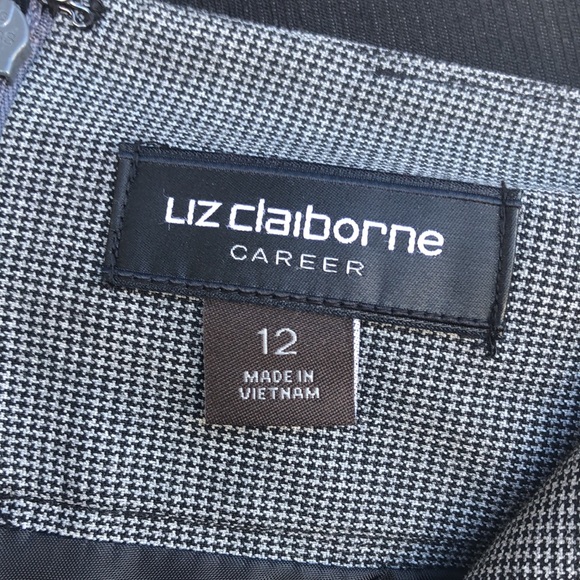 Liz claiborne
CAREER
12
MADE IN
VIETNAM